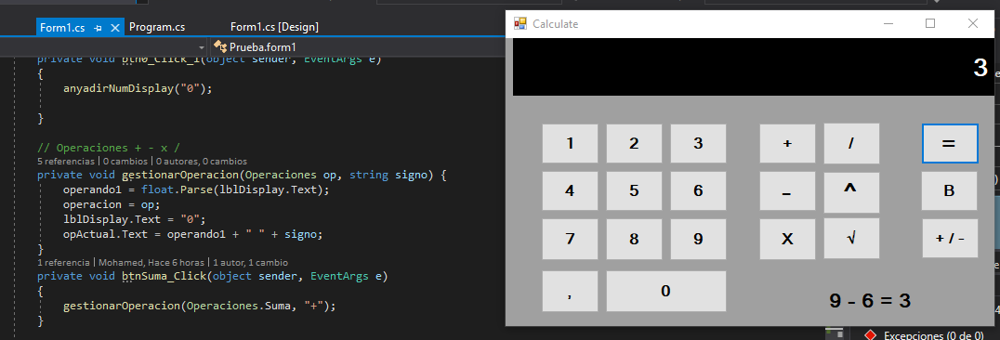 Form1.cs
Program.cs
Form1.cs [Design]
Prueba.form1
private void btn0_Click_1(object sender, EventArgs e)
{
anyadirNumDisplay("0");
}
// Operaciones + - x /
5 referencias | 0 cambios | 0 autores, 0 cambios
private void gestionarOperacion(Operaciones op, string signo) {
operando1 = float.Parse(lblDisplay.Text);
operacion = op;
lblDisplay.Text = "0";
opActual.Text = operando1 + " " + signo;
}
1 referencia | Mohamed, Hace 6 horas | 1 autor, 1 cambio
private void btnSuma_Click(object sender, EventArgs e)
{
gestionarOperacion(Operaciones.Suma, "+");
}
Calculate
3
1 2 3 + / =
4 5 6 - ^ B
7 8 9 X √ + / -
, 0
9 - 6 = 3
Excepciones (0 de 0)